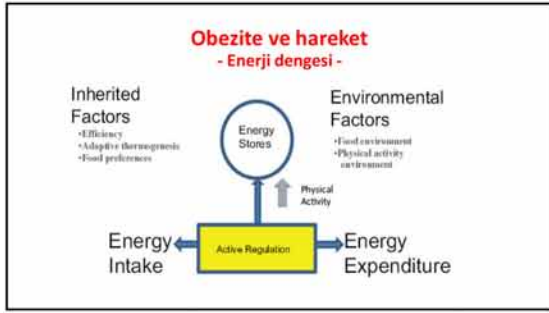 Obezite ve hareket
- Enerji dengesi -
Inherited
Factors
•Efficiency
•Adaptive thermogenesis
•Food preferences
Energy
Stores
Environmental
Factors
•Food environment
•Physical activity
environment
Physical
Activity
Energy
Intake
Active Regulation
Energy
Expenditure